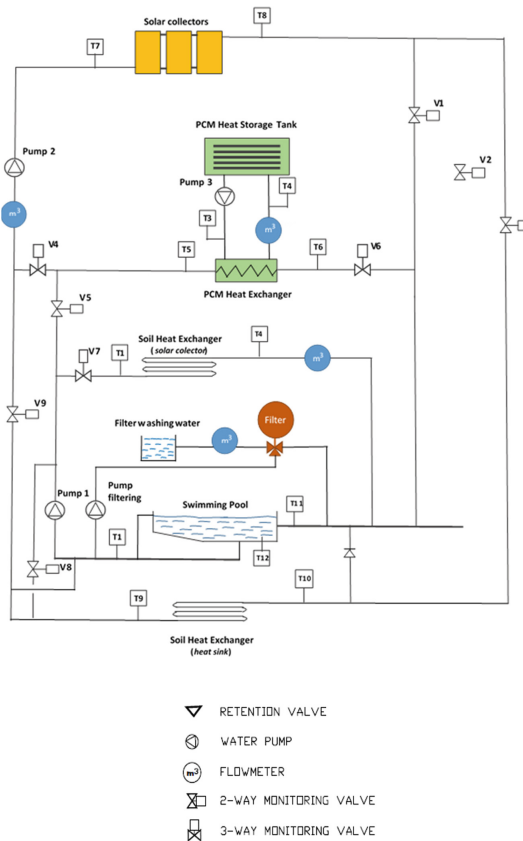 Solar collectors
T8
T7
V1
PCM Heat Storage Tank
Pump 2
V2
Pump 3
T4
m³
T3
m³
V4
T5
T6
V6
PCM Heat Exchanger
V5
Soil Heat Exchanger
(solar colector)
T4
V7
T1
m³
V9
Filter washing water
Filter
m³
Pump 1
Pump
filtering
Swimming Pool
T11
T1
T12
V8
T10
T9
Soil Heat Exchanger
(heat sink)
RETENTION VALVE
WATER PUMP
m³
FLOWMETER
2-WAY MONITORING VALVE
3-WAY MONITORING VALVE